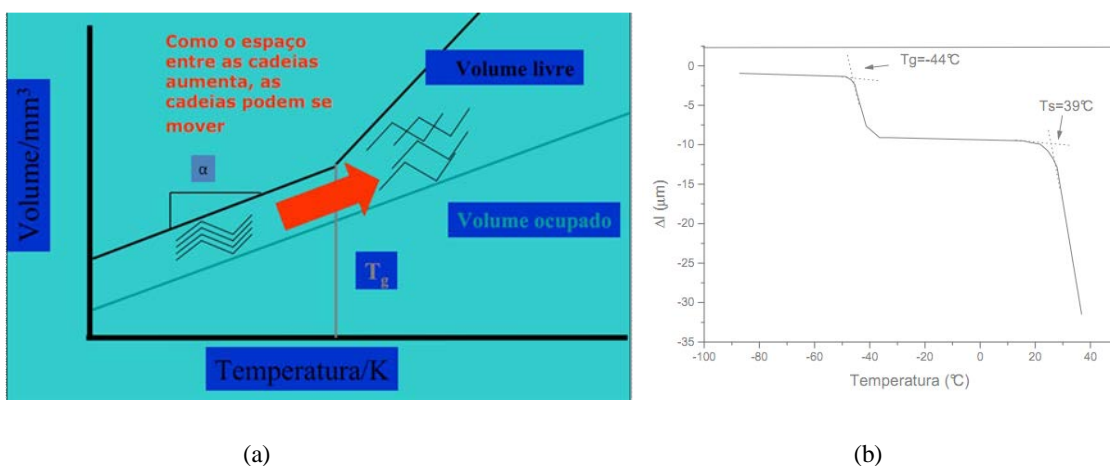 Como o espaço
entre as cadeias
aumenta, as
cadeias podem se
mover
Volume livre
Volume/mm³
α
Volume ocupado
Tg
Temperatura/K
(a)
Tg=-44°C
Ts=39°C
0
-5
-10
-15
-20
-25
-30
-35
Δl (μm)
-100
-80
-60
-40
-20
0
20
40
Temperatura (°C)
(b)